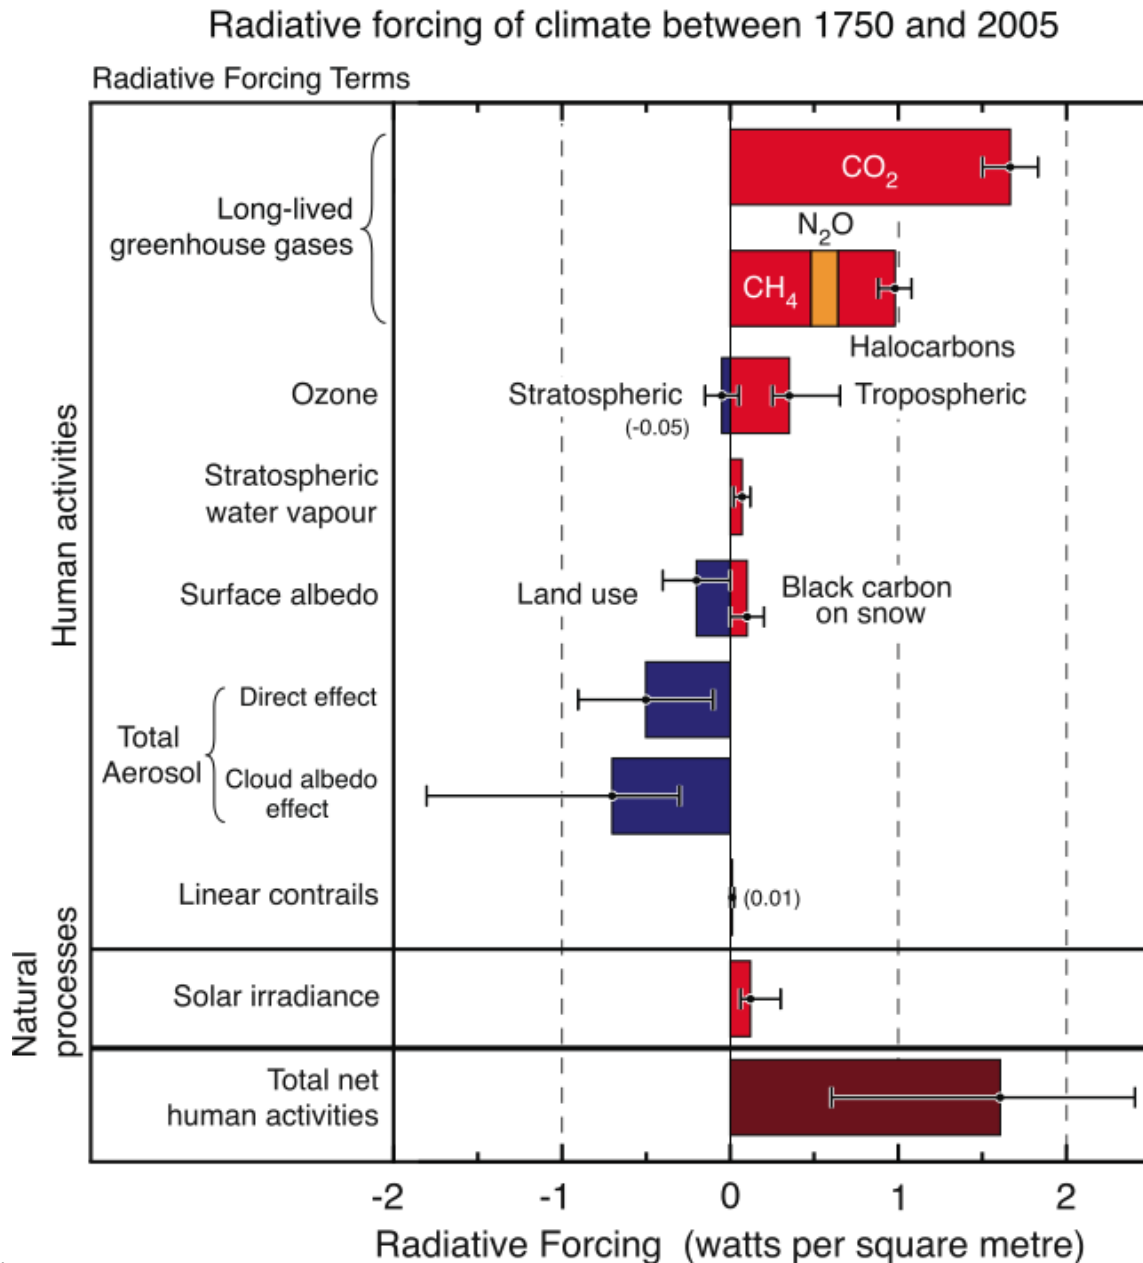 Radiative forcing of climate between 1750 and 2005
Radiative Forcing Terms
CO2
Long-lived
greenhouse gases
N2O
CH4
Halocarbons
Human activities
Ozone
Stratospheric
(-0.05)
Tropospheric
Stratospheric
water vapour
Surface albedo
Land use
Black carbon
on snow
Total
Aerosol
Direct effect
Cloud albedo
effect
Linear contrails
(0.01)
Natural
processes
Solar irradiance
Total net
human activities
-2 -1 0 1 2
Radiative Forcing (watts per square metre)